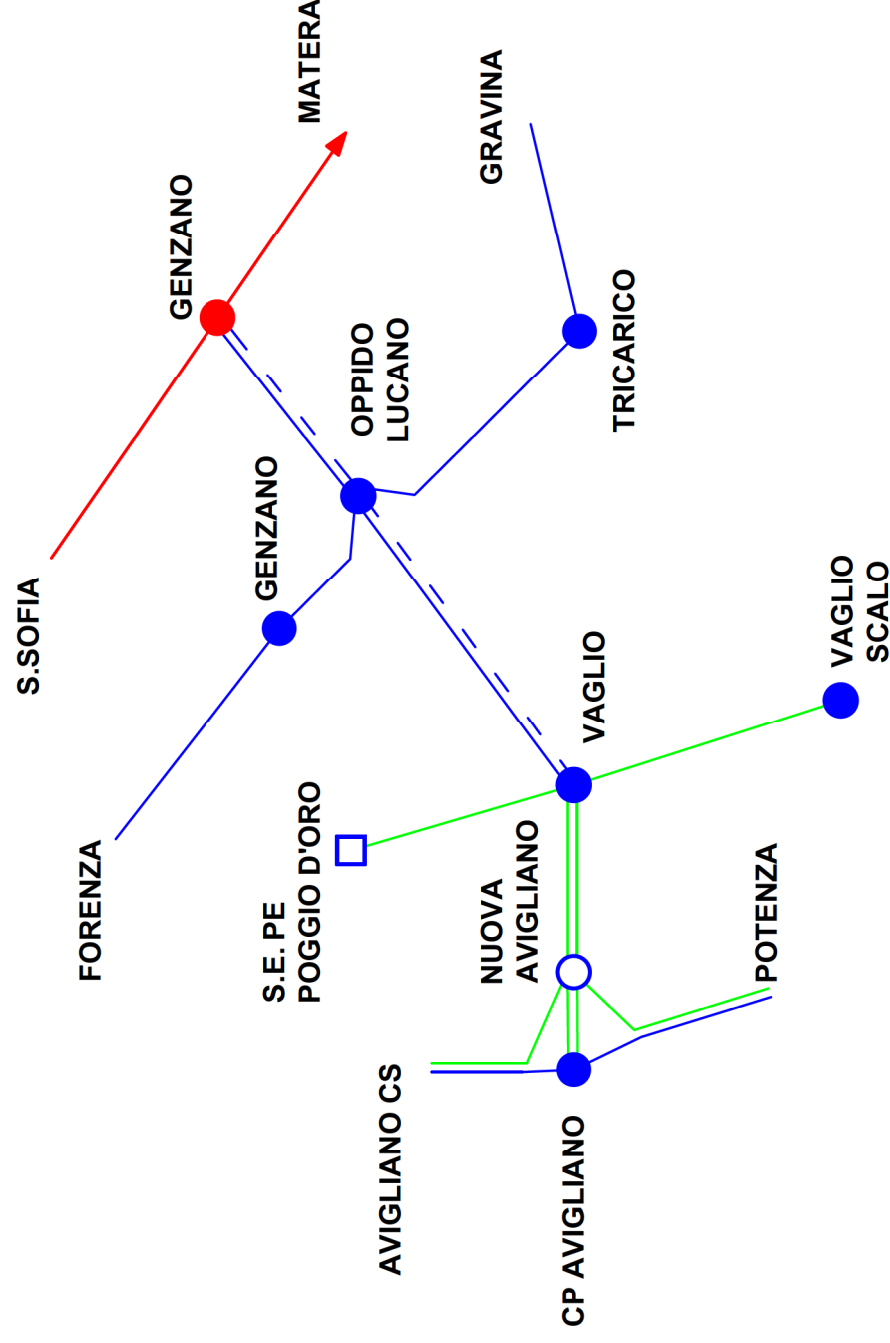 S.SOFIA
FORENZA
GENZANO
GENZANO
S.E. PE
POGGIO D'ORO
MATERA
OPPIDO
LUCANO
AVIGLIANO CS
NUOVA
AVIGLIANO
GRAVINA
CP AVIGLIANO
VAGLIO
TRICARICO
POTENZA
VAGLIO
SCALO